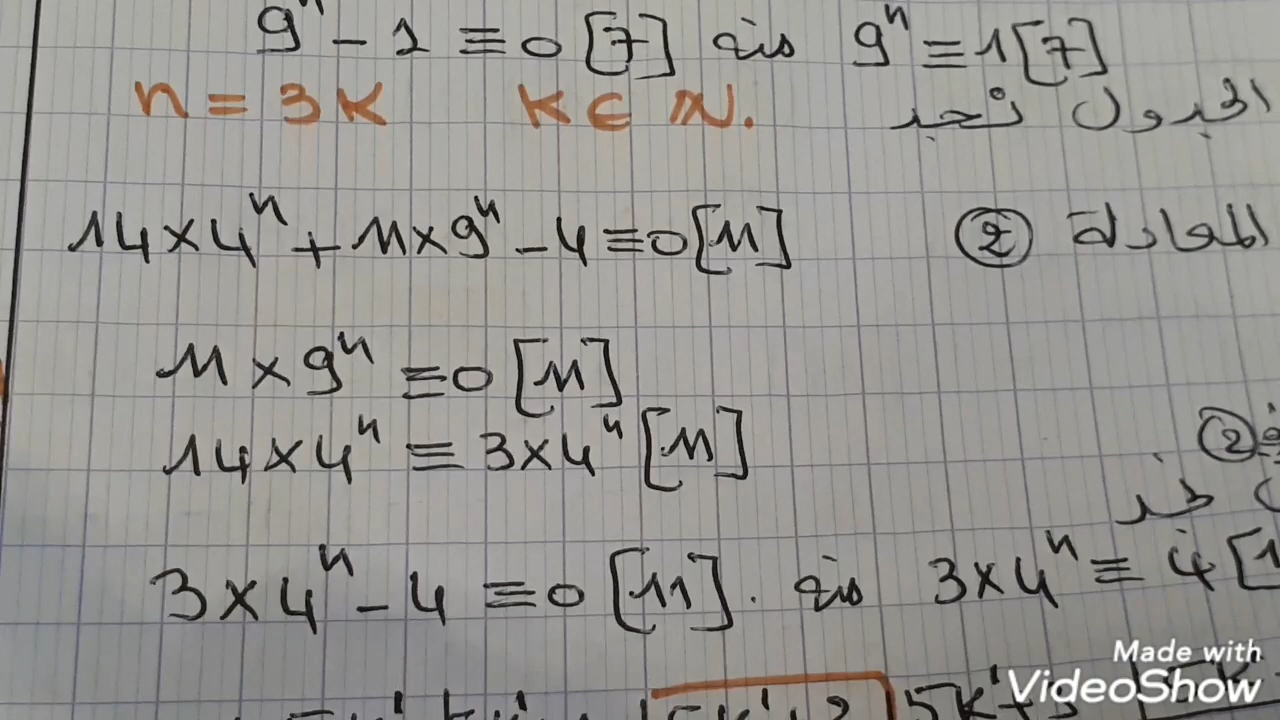 9ⁿ - 1 ≡ 0 [7] منه 9ⁿ ≡ 1 [7]
الجدول نجد
n = 3K K ∈ ℕ.
المعادلة ②
14×4ⁿ + 11×9ⁿ - 4 ≡ 0 [11]
11 × 9ⁿ ≡ 0 [11]
14×4ⁿ ≡ 3×4ⁿ [11]
②
3×4ⁿ - 4 ≡ 0 [11]. منه 3×4ⁿ ≡ 4 [1
Made with
VideoShow